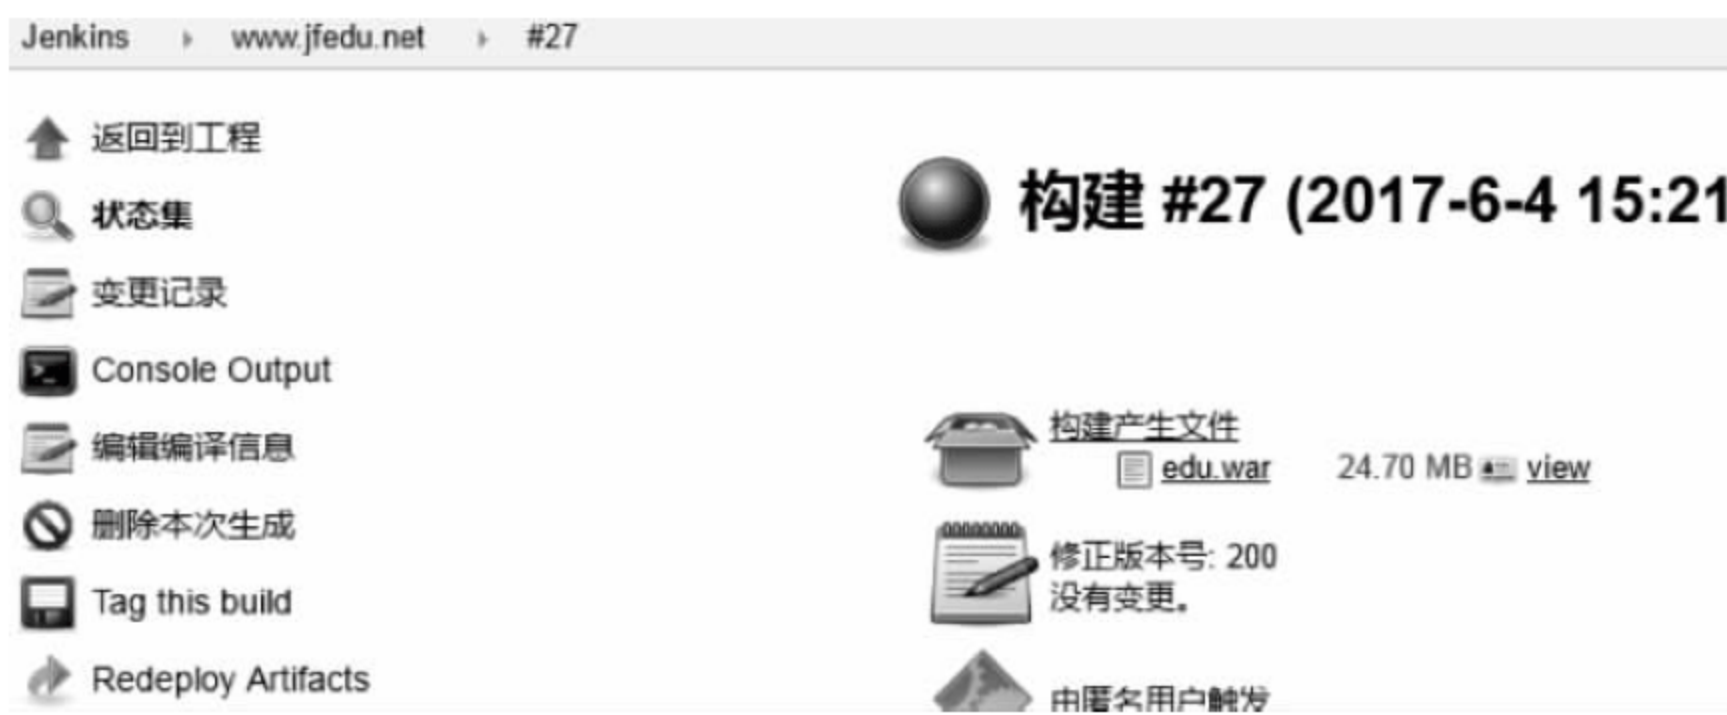 Jenkins www.jfedu.net #27
返回到工程
状态集
变更记录
Console Output
编辑编译信息
删除本次生成
Tag this build
Redeploy Artifacts
构建 #27 (2017-6-4 15:21
构建产生文件
edu.war 24.70 MB view
修正版本号: 200
没有变更。
由匿名用户触发